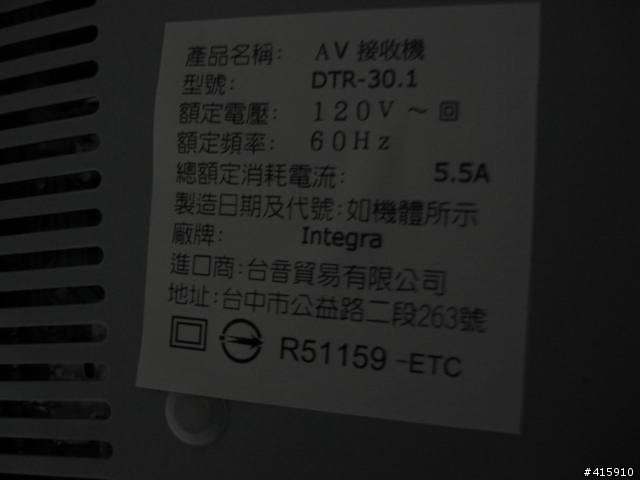 產品名稱: AV 接收機
型號: DTR-30.1
額定電壓: 120V ~ 回
額定頻率: 60Hz
總額定消耗電流: 5.5A
製造日期及代號:如機體所示
廠牌: Integra
進口商:台音貿易有限公司
地址:台中市公益路二段263號
R51159 -ETC
#415910